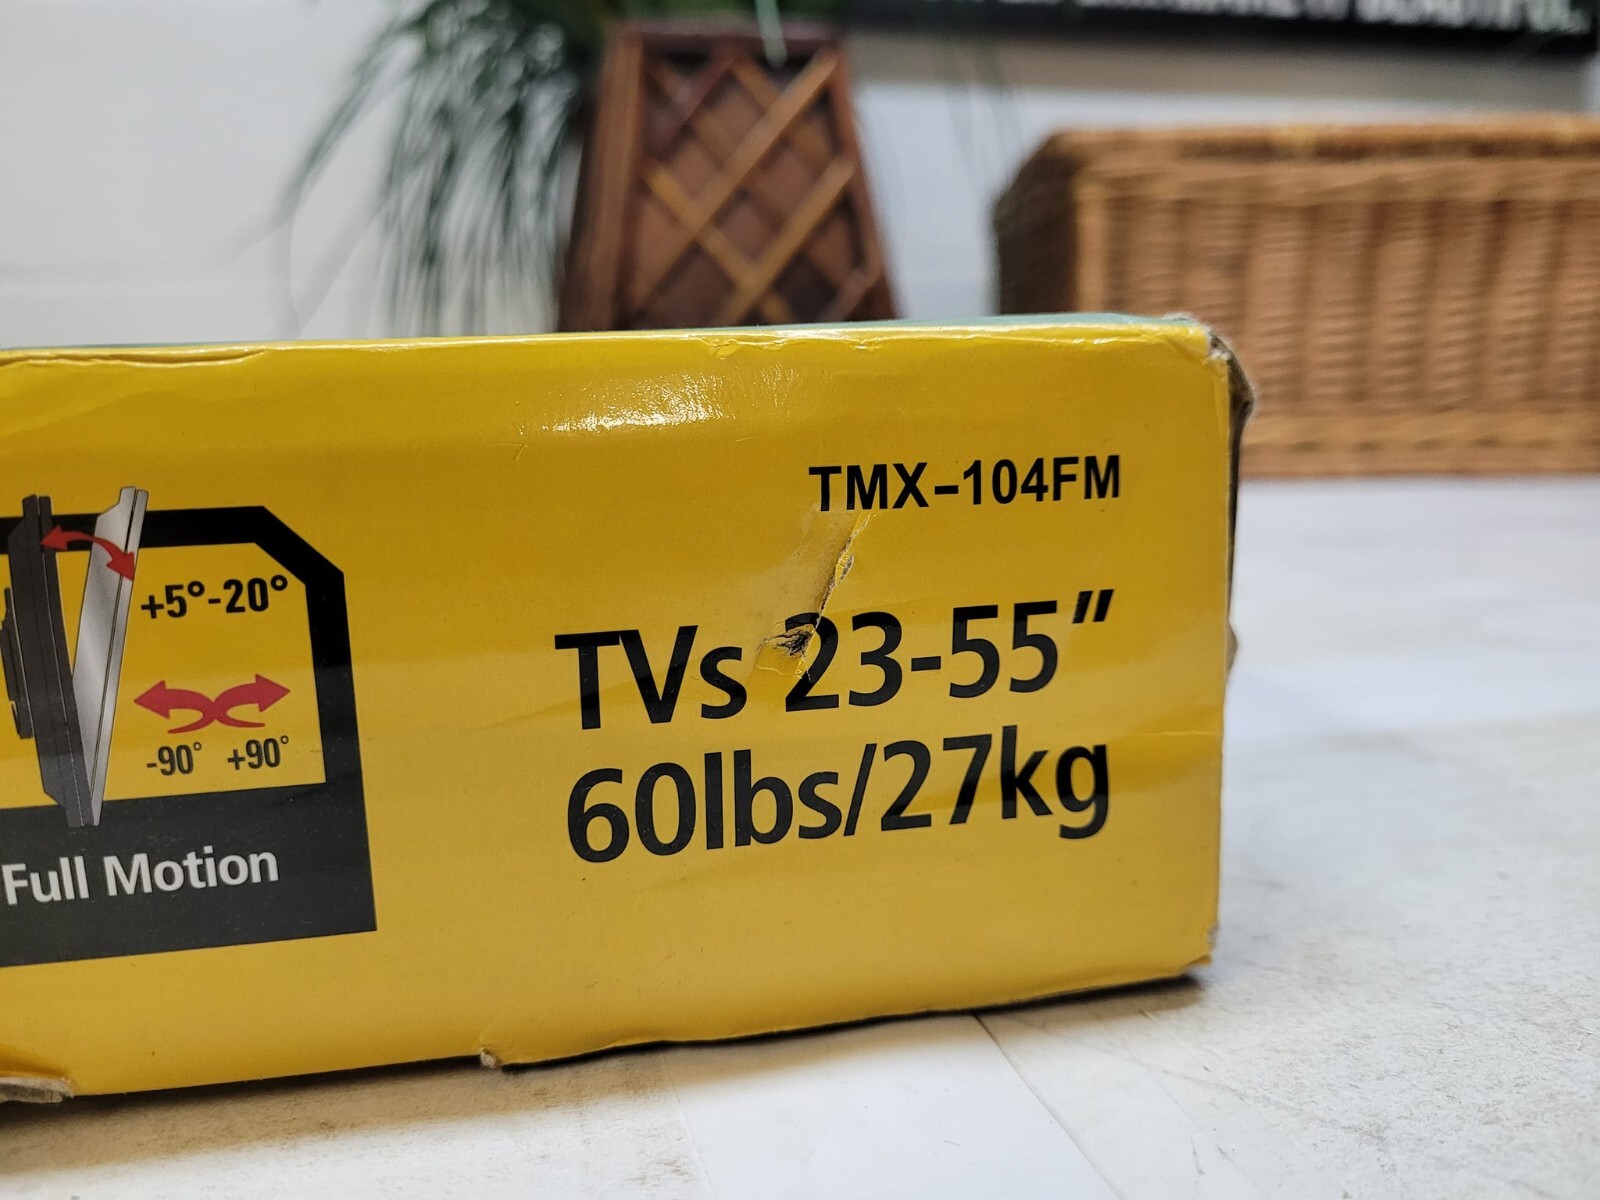 TMX-104FM
+5°-20°
-90° +90°
Full Motion
TVs 23-55"
60lbs/27kg